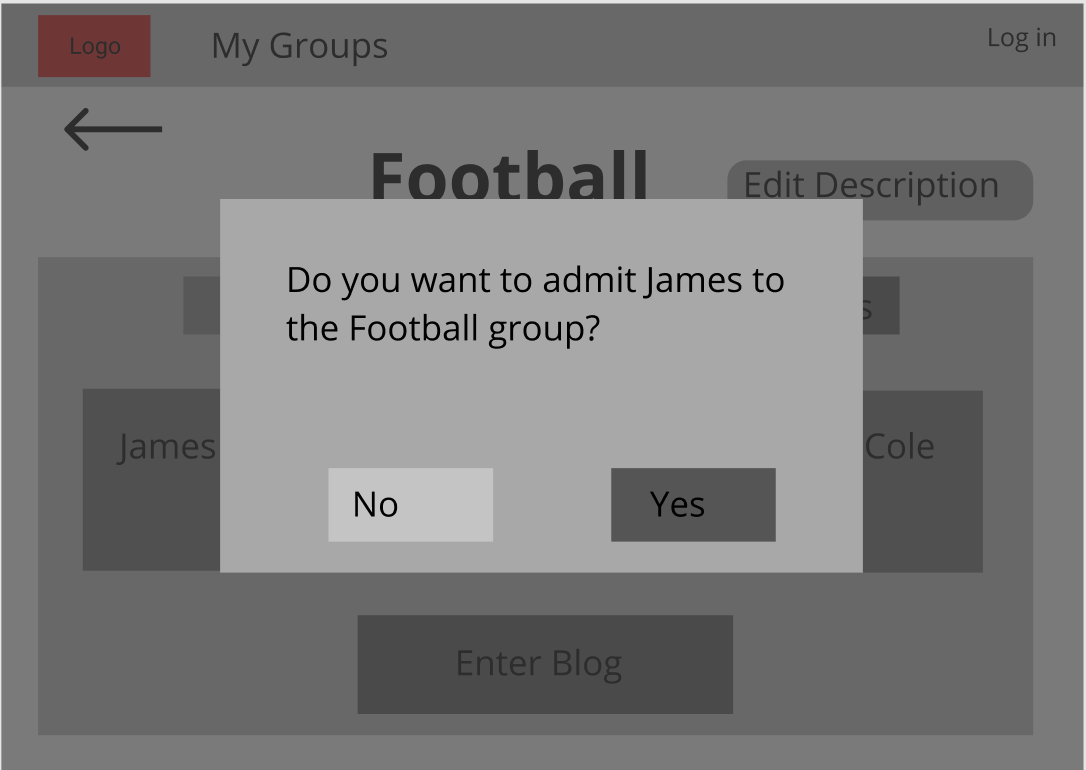 Logo
My Groups
Log in
Football
Edit Description
Do you want to admit James to
the Football group?
James
Cole
No
Yes
Enter Blog